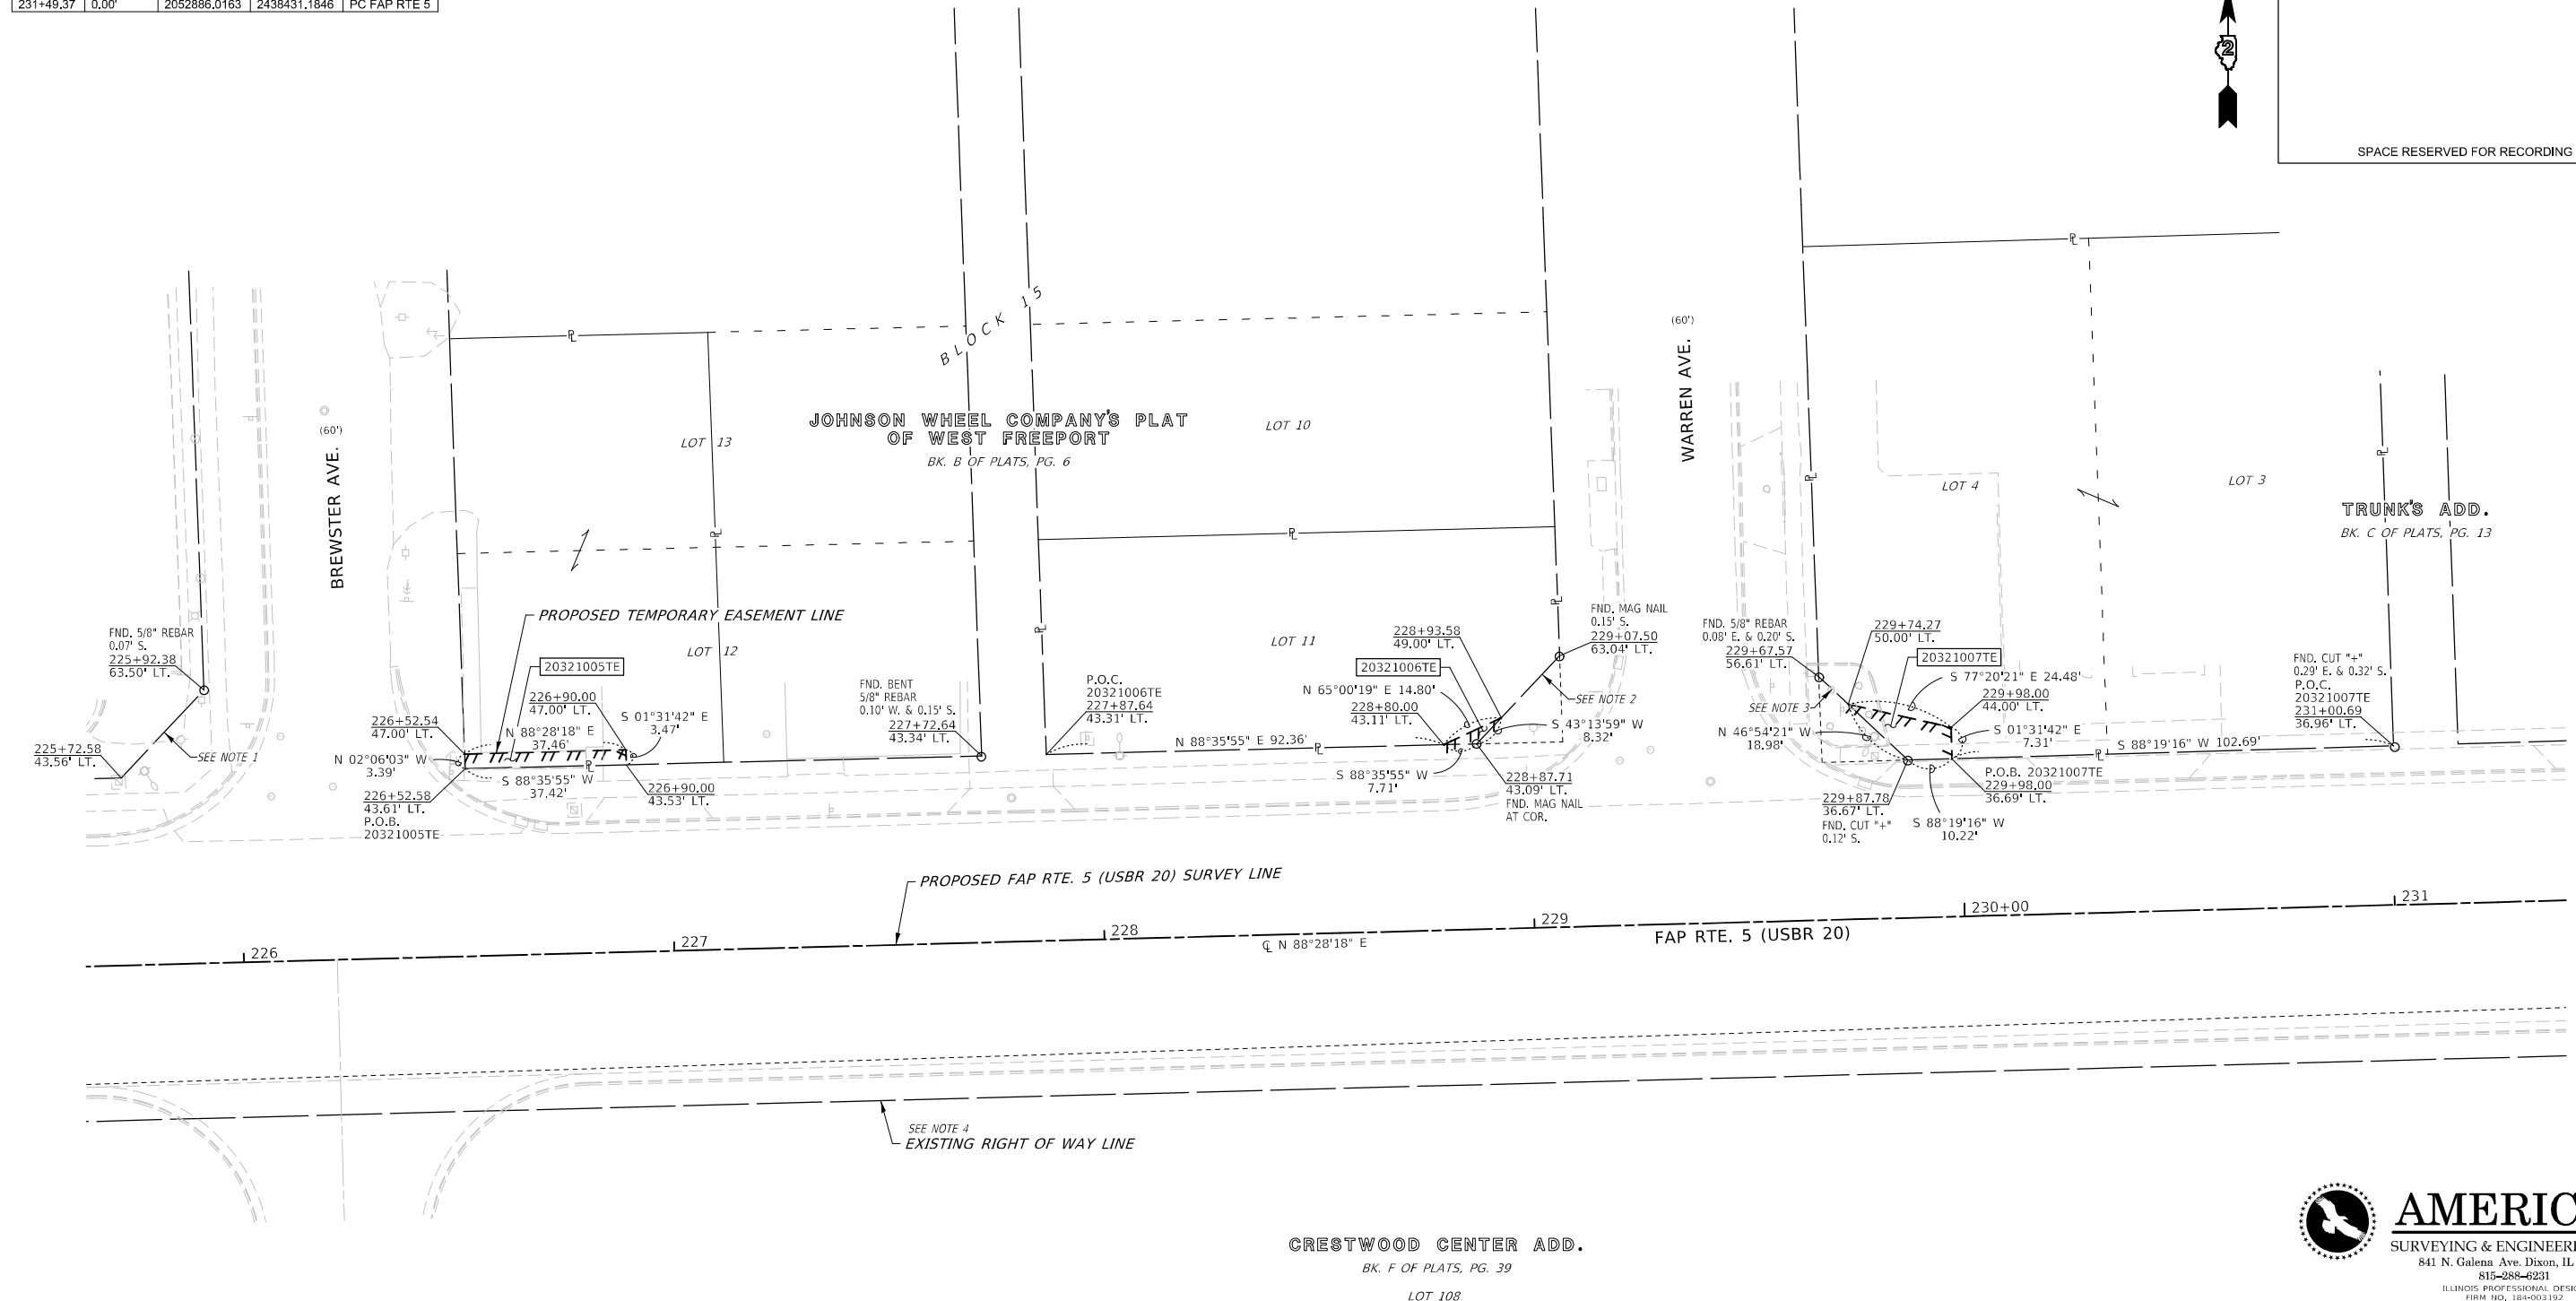 231+49.37 0.00' 2052886.0163 2438431.1846 PC FAP RTE 5
2
SPACE RESERVED FOR RECORDING
BLOCK 15
(60')
WARREN AVE.
(60')
BREWSTER AVE.
JOHNSON WHEEL COMPANY'S PLAT
OF WEST FREEPORT
BK. B OF PLATS, PG. 6
LOT 13
LOT 10
LOT 4
LOT 3
TRUNK'S ADD.
BK. C OF PLATS, PG. 13
PROPOSED TEMPORARY EASEMENT LINE
LOT 12
LOT 11
FND. 5/8" REBAR
0.07' S.
225+92.38
63.50' LT.
225+72.58
43.56' LT.
SEE NOTE 1
20321005TE
226+52.54
47.00' LT.
226+90.00
47.00' LT.
N 88°28'18" E
37.46'
S 01°31'42" E
3.47'
N 02°06'03" W
3.39'
S 88°35'55" W
37.42'
226+52.58
43.61' LT.
P.O.B.
20321005TE
226+90.00
43.53' LT.
FND. BENT
5/8" REBAR
0.10' W. & 0.15' S.
227+72.64
43.34' LT.
P.O.C.
20321006TE
227+87.64
43.31' LT.
N 88°35'55" E 92.36'
228+93.58
49.00' LT.
20321006TE
N 65°00'19" E 14.80'
228+80.00
43.11' LT.
S 88°35'55" W
7.71'
FND. MAG NAIL
0.15' S.
229+07.50
63.04' LT.
SEE NOTE 2
S 43°13'59" W
8.32'
228+87.71
43.09' LT.
FND. MAG NAIL
AT COR.
FND. 5/8" REBAR
0.08' E. & 0.20' S.
229+67.57
56.61' LT.
SEE NOTE 3
N 46°54'21" W
18.98'
229+74.27
50.00' LT.
20321007TE
S 77°20'21" E 24.48'
229+98.00
44.00' LT.
S 01°31'42" E
7.31'
S 88°19'16" W 102.69'
P.O.B. 20321007TE
229+98.00
36.69' LT.
229+87.78
36.67' LT.
FND. CUT "+"
0.12' S.
S 88°19'16" W
10.22'
FND. CUT "+"
0.29' E. & 0.32' S.
P.O.C.
20321007TE
231+00.69
36.96' LT.
PROPOSED FAP RTE. 5 (USBR 20) SURVEY LINE
226
227
228
229
230+00
231
℄ N 88°28'18" E
FAP RTE. 5 (USBR 20)
SEE NOTE 4
EXISTING RIGHT OF WAY LINE
CRESTWOOD CENTER ADD.
BK. F OF PLATS, PG. 39
LOT 108
AMERIC
SURVEYING & ENGINEER
841 N. Galena Ave. Dixon, IL
815-288-6231
ILLINOIS PROFESSIONAL DESI
FIRM NO. 184-003192